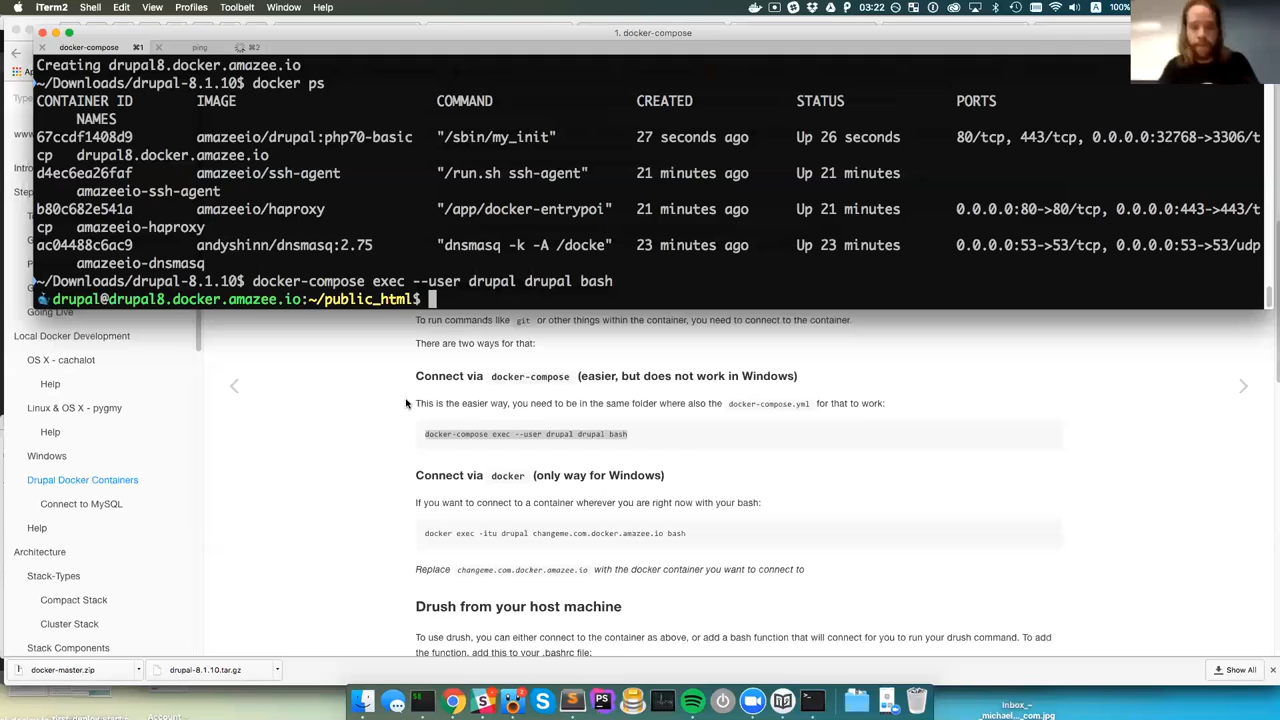 iTerm2 Shell Edit View Profiles Toolbelt Window Help
03:22
100%
1. docker-compose
docker-compose ⌘1
ping
⌘2
Creating drupal8.docker.amazee.io
~/Downloads/drupal-8.1.10$ docker ps
CONTAINER ID IMAGE COMMAND CREATED STATUS PORTS
NAMES
67ccdf1408d9 amazeeio/drupal:php70-basic "/sbin/my_init" 27 seconds ago Up 26 seconds 80/tcp, 443/tcp, 0.0.0.0:32768->3306/t
cp drupal8.docker.amazee.io
d4ec6ea26faf amazeeio/ssh-agent "/run.sh ssh-agent" 21 minutes ago Up 21 minutes
amazeeio-ssh-agent
b80c682e541a amazeeio/haproxy "/app/docker-entrypoi" 21 minutes ago Up 21 minutes 0.0.0.0:80->80/tcp, 0.0.0.0:443->443/t
cp amazeeio-haproxy
ac04488c6ac9 andyshinn/dnsmasq:2.75 "dnsmasq -k -A /docke" 23 minutes ago Up 23 minutes 0.0.0.0:53->53/tcp, 0.0.0.0:53->53/udp
amazeeio-dnsmasq
~/Downloads/drupal-8.1.10$ docker-compose exec --user drupal drupal bash
drupal@drupal8.docker.amazee.io:~/public_html$
Going Live
Local Docker Development
OS X - cachalot
Help
Linux & OS X - pygmy
Help
Windows
Drupal Docker Containers
Connect to MySQL
Help
Architecture
Stack-Types
Compact Stack
Cluster Stack
Stack Components
To run commands like git or other things within the container, you need to connect to the container.
There are two ways for that:
Connect via docker-compose (easier, but does not work in Windows)
This is the easier way, you need to be in the same folder where also the docker-compose.yml for that to work:
docker-compose exec --user drupal drupal bash
Connect via docker (only way for Windows)
If you want to connect to a container wherever you are right now with your bash:
docker exec -itu drupal changeme.com.docker.amazee.io bash
Replace changeme.com.docker.amazee.io with the docker container you want to connect to
Drush from your host machine
To use drush, you can either connect to the container as above, or add a bash function that will connect for you to run your drush command. To add
the function, add this to your .bashrc file:
docker-master.zip
drupal-8.1.10.tar.gz
Show All
Inbox_-
_michael..._com.jpg